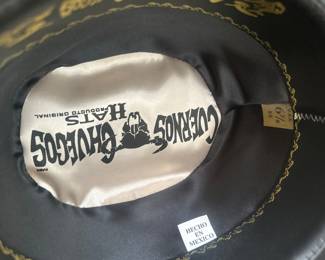 CUERNOS
CHUECOS
HATS
PRODUCTO ORIGINAL
HECHO
EN
MEXICO